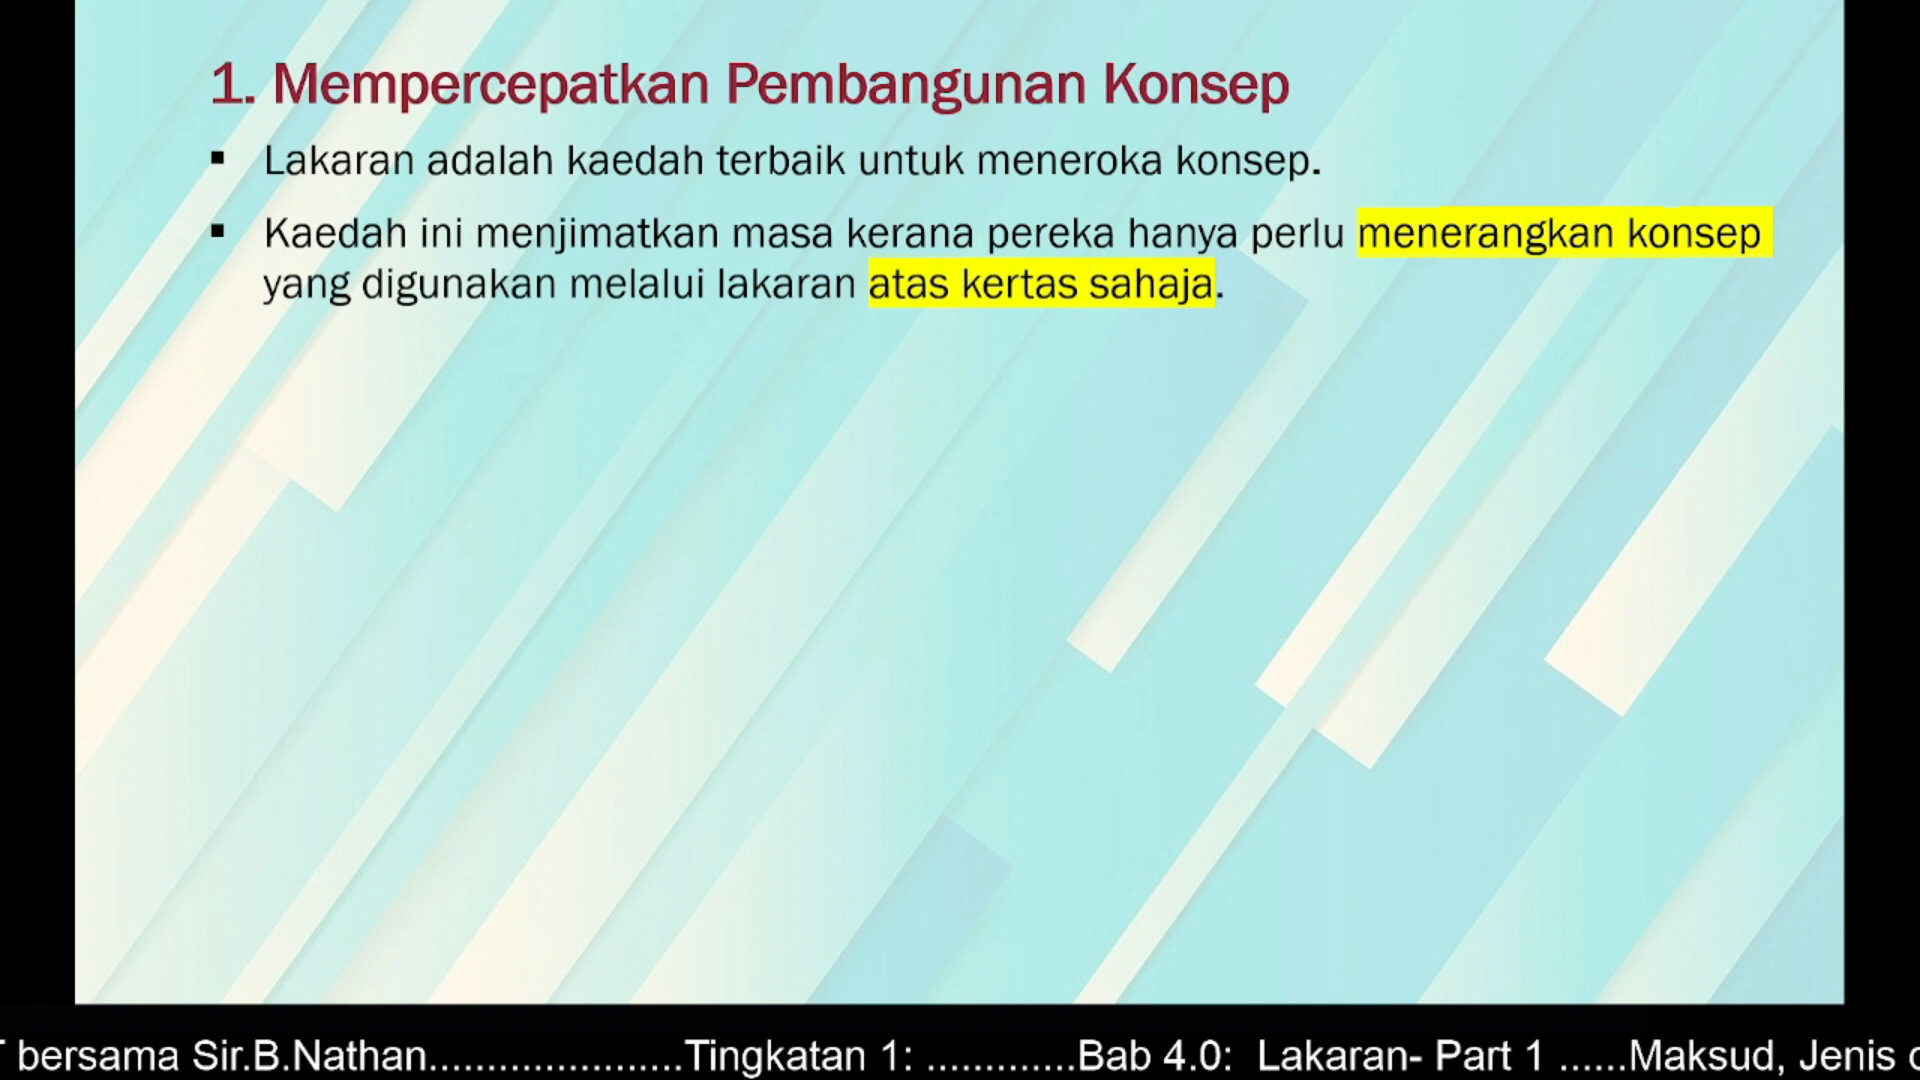 1. Mempercepatkan Pembangunan Konsep
▪ Lakaran adalah kaedah terbaik untuk meneroka konsep.
▪ Kaedah ini menjimatkan masa kerana pereka hanya perlu menerangkan konsep
yang digunakan melalui lakaran atas kertas sahaja.
bersama Sir.B.Nathan......................Tingkatan 1: .............Bab 4.0: Lakaran- Part 1 ......Maksud, Jenis